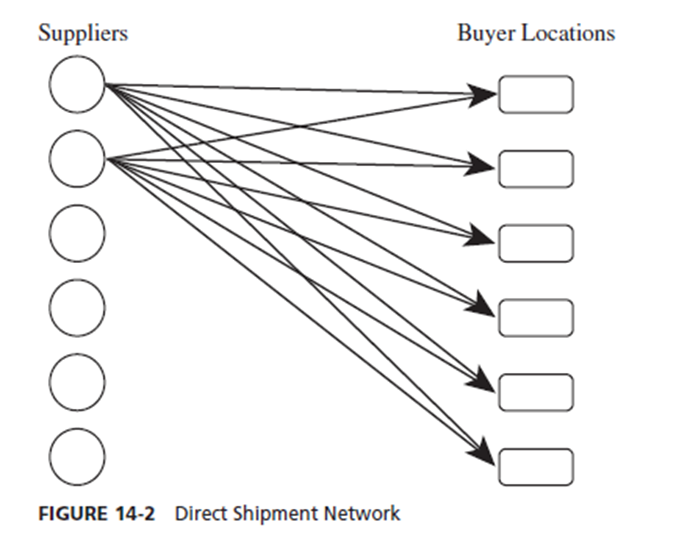 Suppliers
Buyer Locations
FIGURE 14-2 Direct Shipment Network